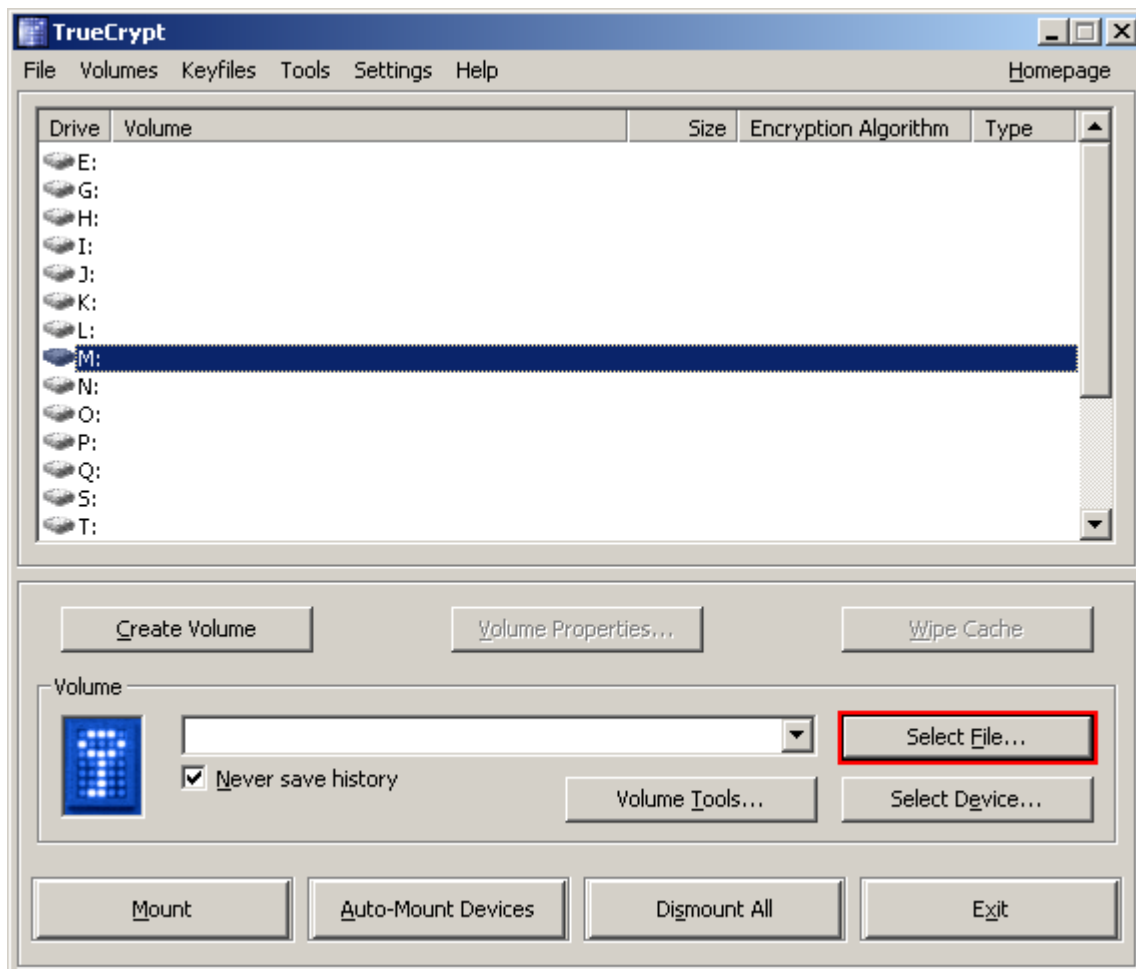 TrueCrypt
File Volumes Keyfiles Tools Settings Help Homepage
Drive Volume Size Encryption Algorithm Type
E:
G:
H:
I:
J:
K:
L:
M:
N:
O:
P:
Q:
S:
T:
Create Volume Volume Properties... Wipe Cache
Volume
Select File...
Never save history
Volume Tools... Select Device...
Mount Auto-Mount Devices Dismount All Exit